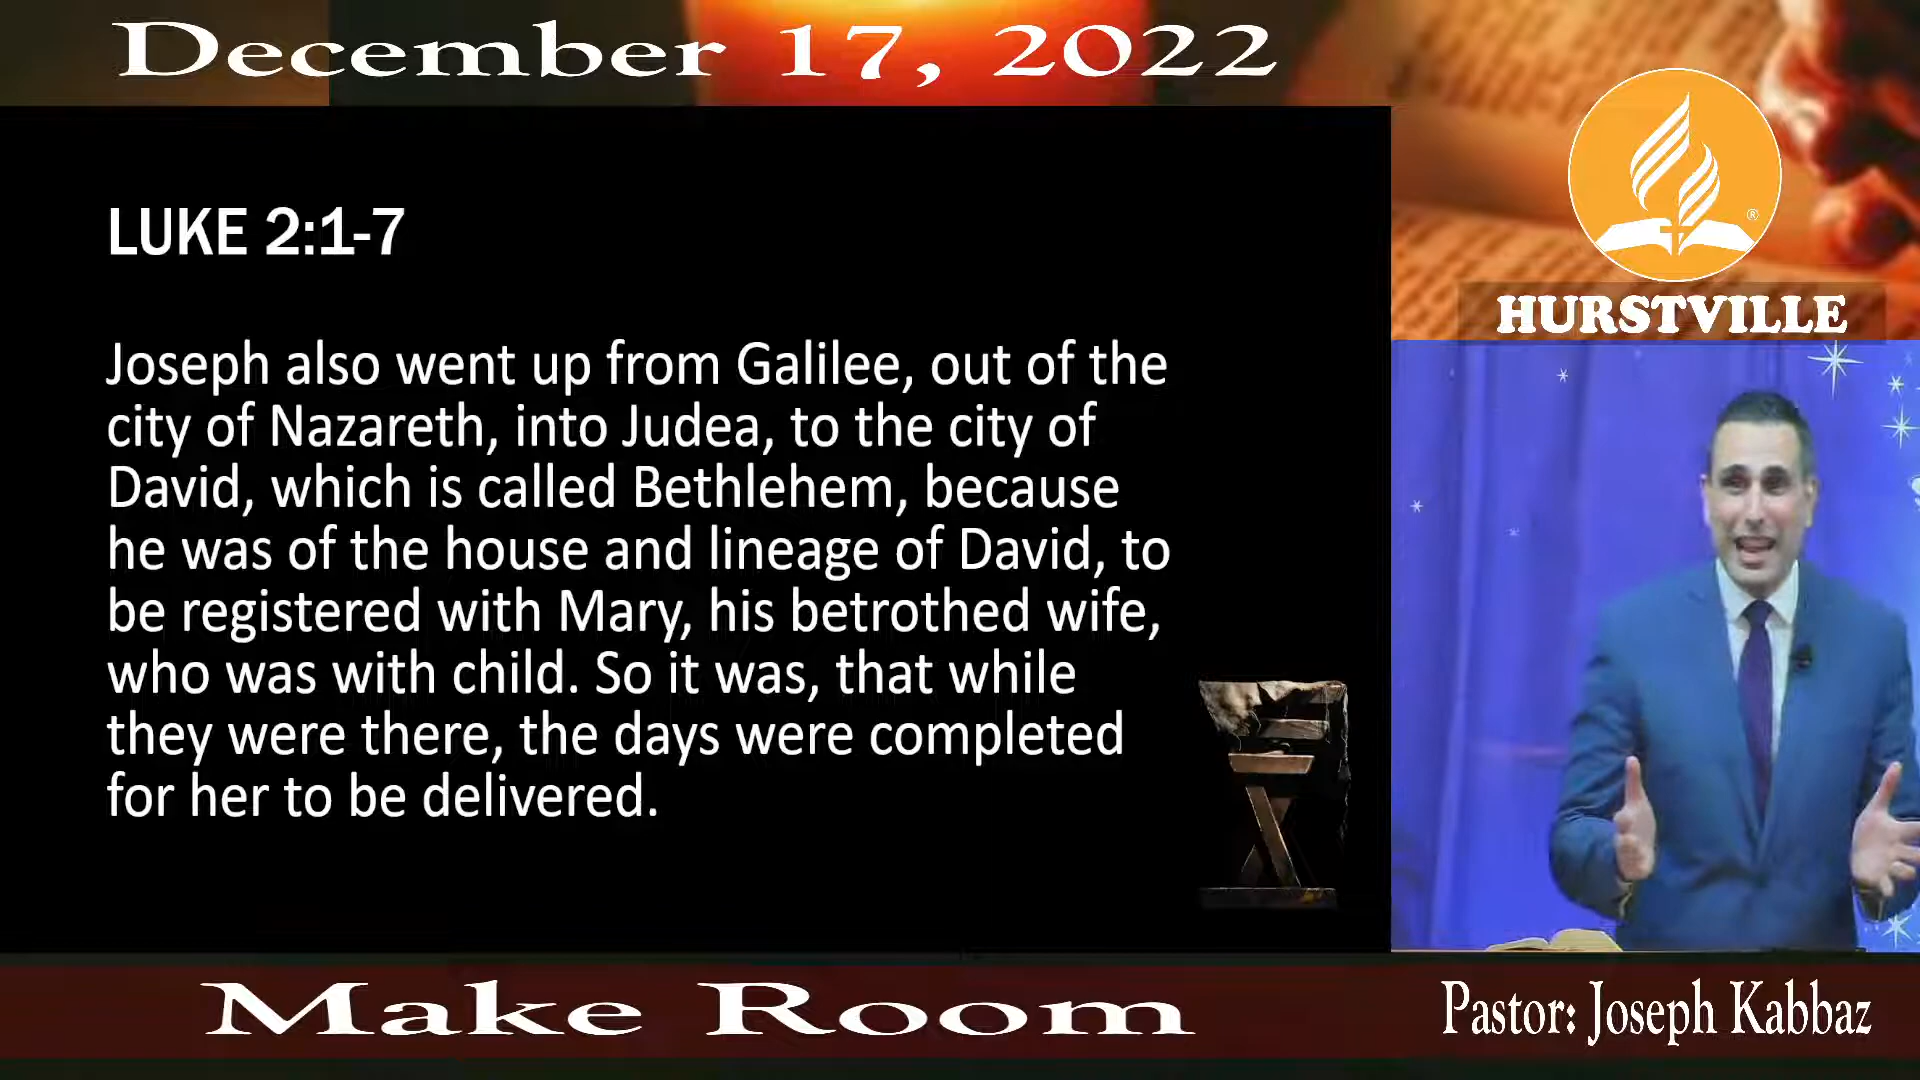 December 17, 2022
LUKE 2:1-7
Joseph also went up from Galilee, out of the
city of Nazareth, into Judea, to the city of
David, which is called Bethlehem, because
he was of the house and lineage of David, to
be registered with Mary, his betrothed wife,
who was with child. So it was, that while
they were there, the days were completed
for her to be delivered.
®
HURSTVILLE
Make Room
Pastor: Joseph Kabbaz